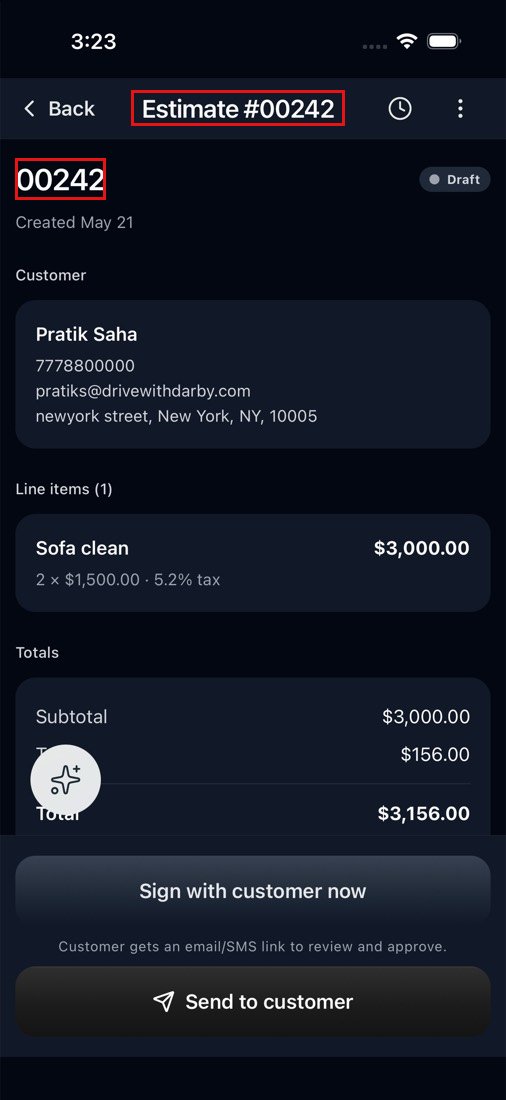 3:23
Back
Estimate #00242
00242
Draft
Created May 21
Customer
Pratik Saha
7778800000
pratiks@drivewithdarby.com
newyork street, New York, NY, 10005
Line items (1)
Sofa clean $3,000.00
2 × $1,500.00 · 5.2% tax
Totals
Subtotal $3,000.00
$156.00
Total $3,156.00
Sign with customer now
Customer gets an email/SMS link to review and approve.
Send to customer